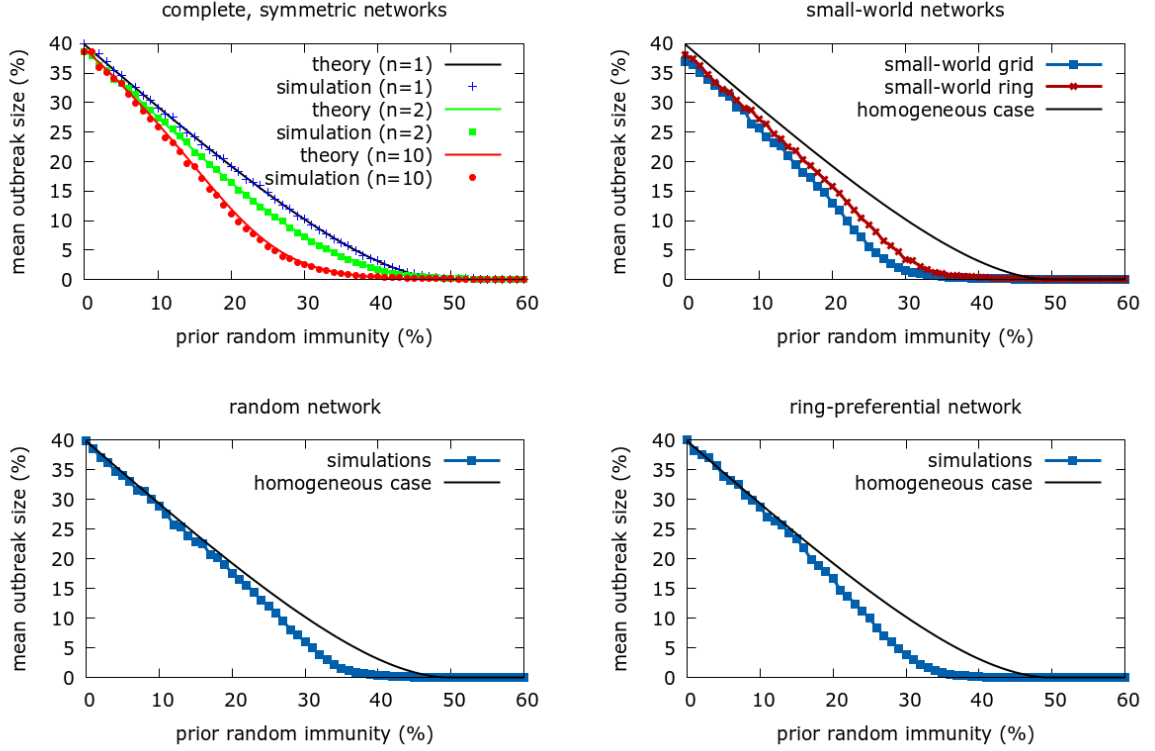 complete, symmetric networks
40
35
30
25
20
15
10
5
0
mean outbreak size (%)
theory (n=1)
simulation (n=1)
theory (n=2)
simulation (n=2)
theory (n=10)
simulation (n=10)
0 10 20 30 40 50 60
prior random immunity (%)
small-world networks
40
35
30
25
20
15
10
5
0
mean outbreak size (%)
small-world grid
small-world ring
homogeneous case
0 10 20 30 40 50 60
prior random immunity (%)
random network
40
35
30
25
20
15
10
5
0
mean outbreak size (%)
simulations
homogeneous case
0 10 20 30 40 50 60
prior random immunity (%)
ring-preferential network
40
35
30
25
20
15
10
5
0
mean outbreak size (%)
simulations
homogeneous case
0 10 20 30 40 50 60
prior random immunity (%)